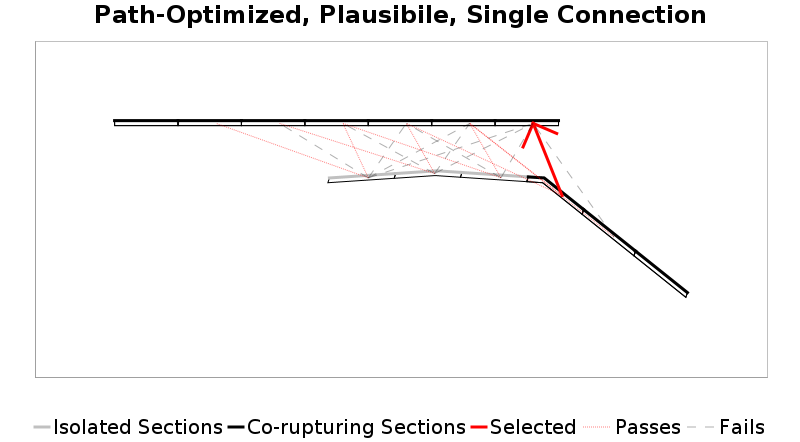 Path-Optimized, Plausibile, Single Connection
Isolated Sections Co-rupturing Sections Selected Passes Fails